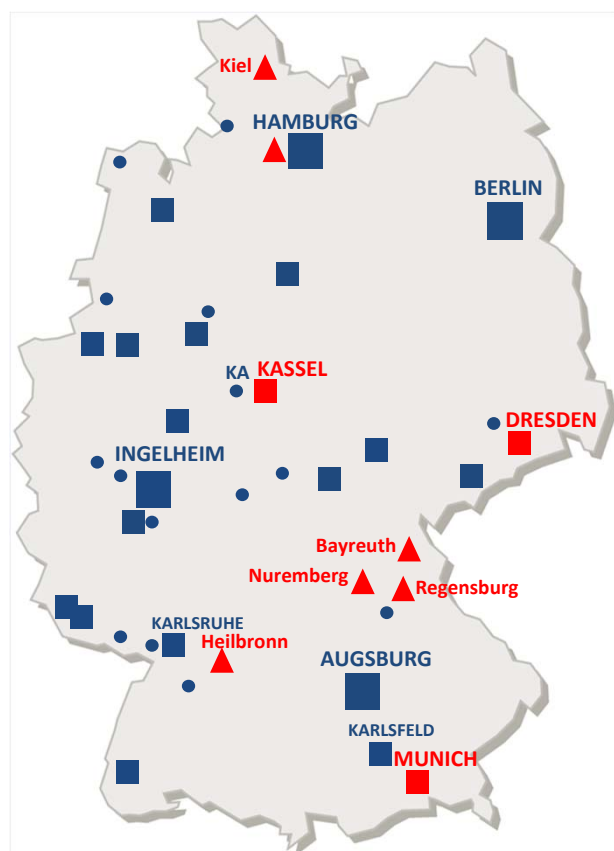 Kiel
HAMBURG
BERLIN
KA KASSEL
DRESDEN
INGELHEIM
Bayreuth
Nuremberg
Regensburg
KARLSRUHE
Heilbronn
AUGSBURG
KARLSFELD
MUNICH